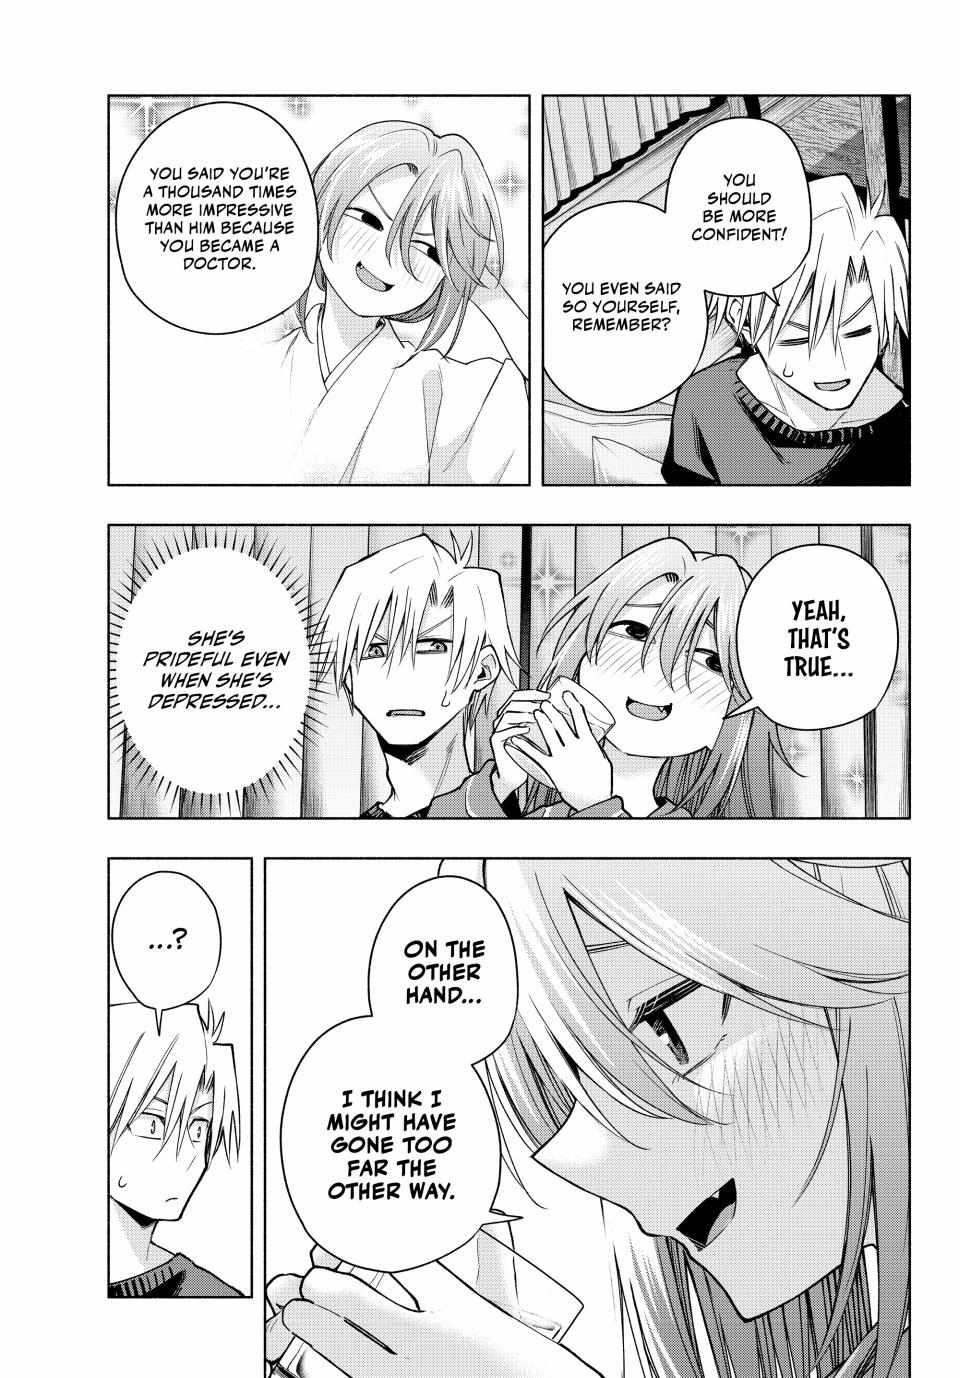 YOU
SHOULD
BE MORE
CONFIDENT!
YOU EVEN SAID
SO YOURSELF,
REMEMBER?
YOU SAID YOU'RE
A THOUSAND TIMES
MORE IMPRESSIVE
THAN HIM BECAUSE
YOU BECAME A
DOCTOR.
YEAH,
THAT'S
TRUE...
SHE'S
PRIDEFUL EVEN
WHEN SHE'S
DEPRESSED...
ON THE
OTHER
HAND...
I THINK I
MIGHT HAVE
GONE TOO
FAR THE
OTHER WAY.
...?